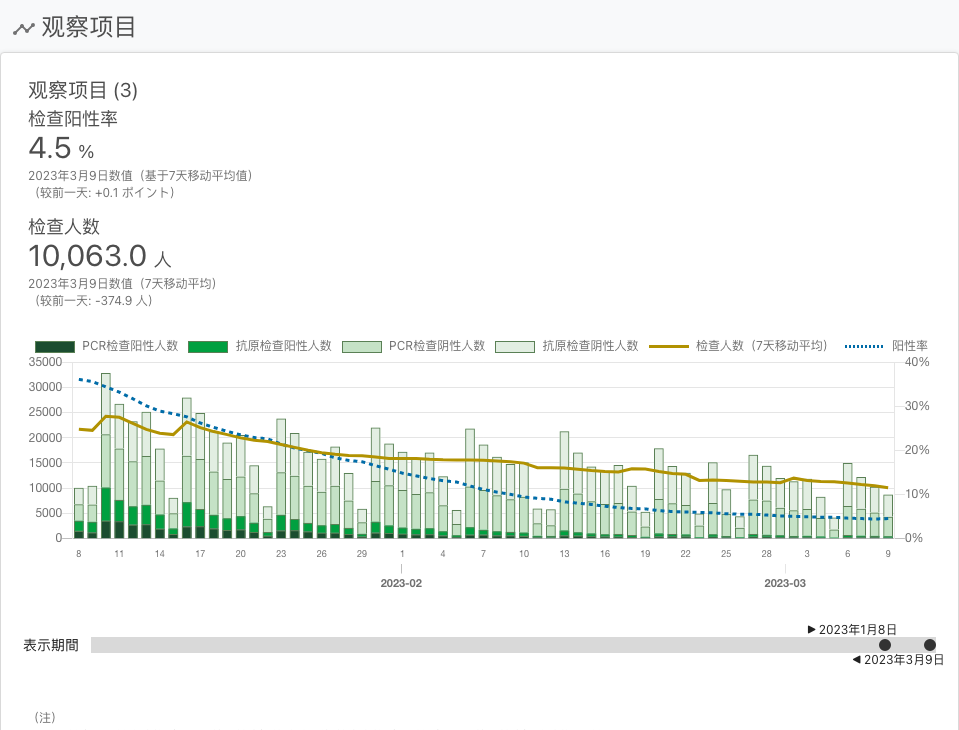 观察项目
观察项目 (3)
检查阳性率
4.5 %
2023年3月9日数值（基于7天移动平均值）
（较前一天: +0.1 ポイント）
检查人数
10,063.0 人
2023年3月9日数值（7天移动平均）
（较前一天: -374.9 人）
PCR检查阳性人数 抗原检查阳性人数 PCR检查阴性人数 抗原检查阴性人数 检查人数（7天移动平均） 阳性率
35000 40%
30000
25000 30%
20000
15000 20%
10000 10%
5000
0 0%
8 11 14 17 20 23 26 29 1 4 7 10 13 16 19 22 25 28 3 6 9
2023-02 2023-03
▶ 2023年1月8日
表示期間
◀ 2023年3月9日
（注）